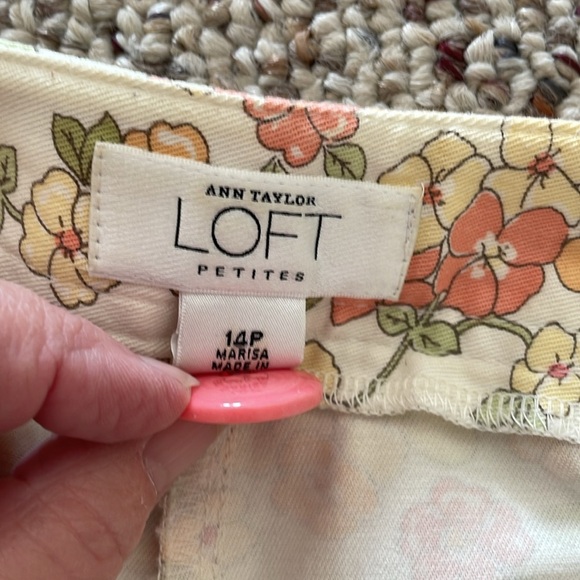 ANN TAYLOR
LOFT
PETITES
14P
MARISA
MADE IN